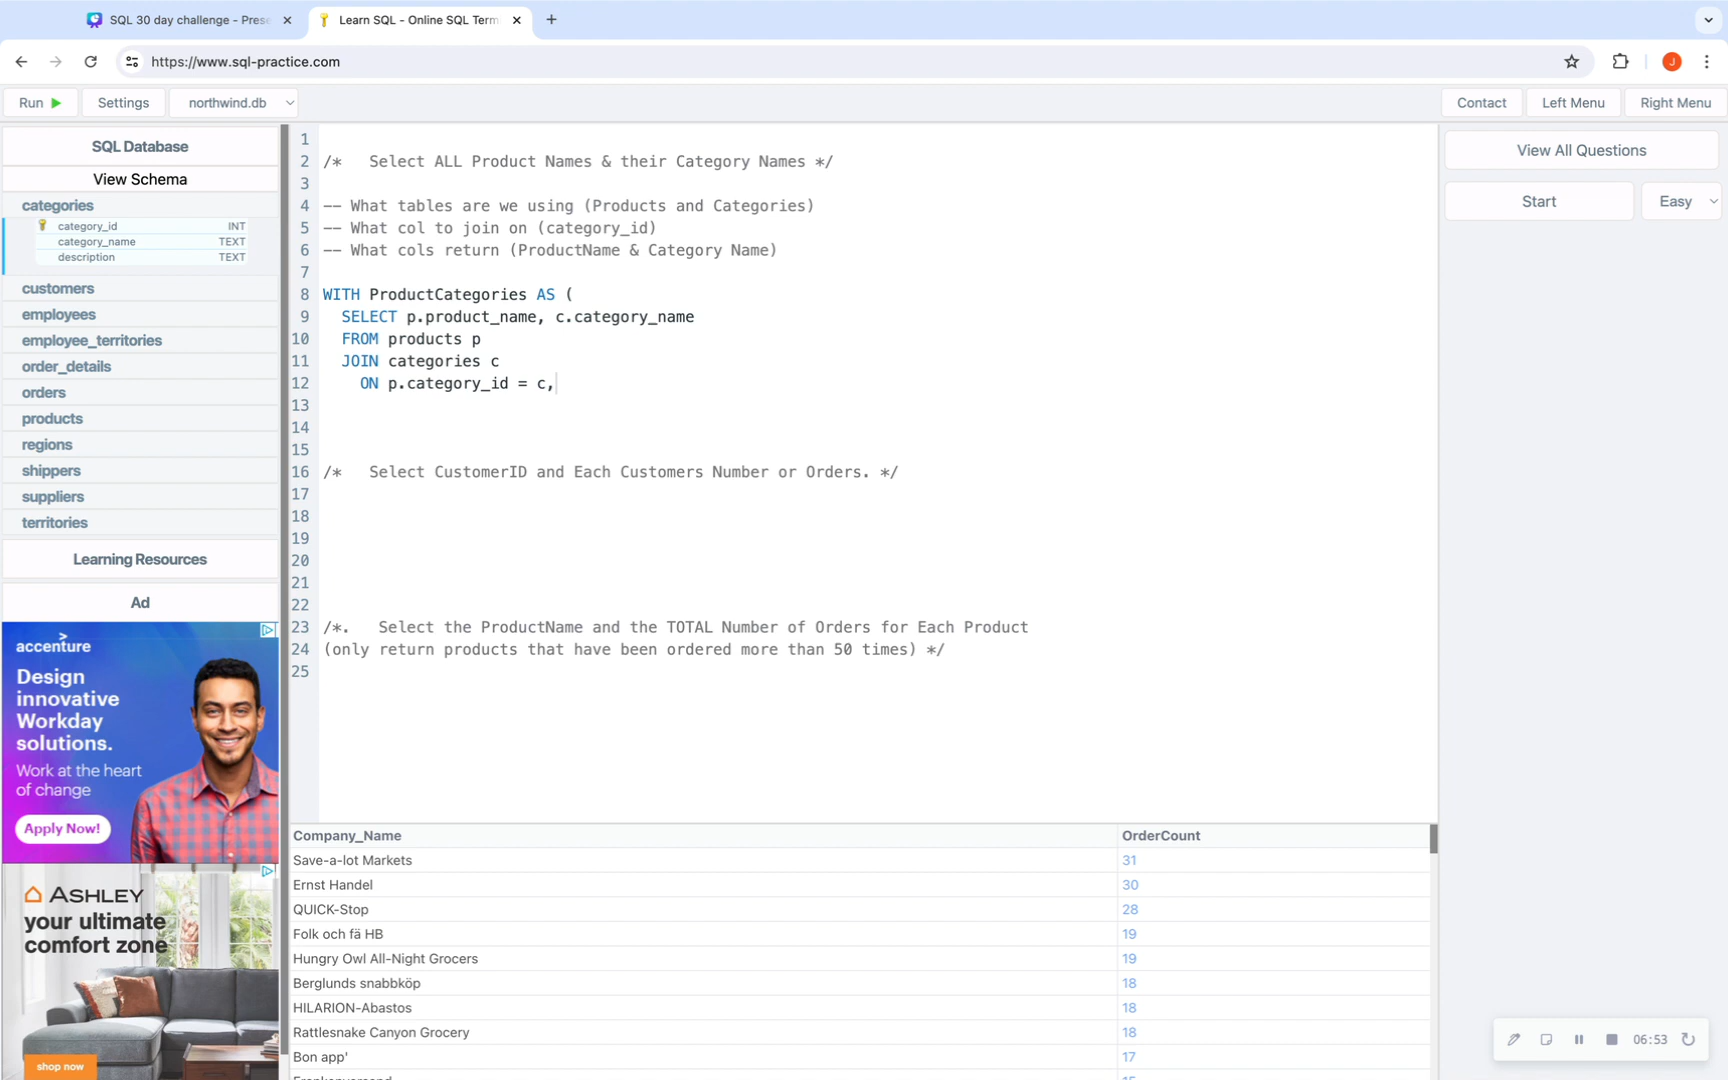 SQL 30 day challenge - Prese
Learn SQL - Online SQL Term
https://www.sql-practice.com
J
Run
Settings
northwind.db
Contact
Left Menu
Right Menu
SQL Database
View Schema
categories
category_id INT
category_name TEXT
description TEXT
customers
employees
employee_territories
order_details
orders
products
regions
shippers
suppliers
territories
Learning Resources
Ad
accenture
Design
innovative
Workday
solutions.
Work at the heart
of change
Apply Now!
ASHLEY
your ultimate
comfort zone
shop now
1
2 /*   Select ALL Product Names & their Category Names */
3
4 -- What tables are we using (Products and Categories)
5 -- What col to join on (category_id)
6 -- What cols return (ProductName & Category Name)
7
8 WITH ProductCategories AS (
9   SELECT p.product_name, c.category_name
10   FROM products p
11   JOIN categories c
12     ON p.category_id = c,
13
14
15
16 /*   Select CustomerID and Each Customers Number or Orders. */
17
18
19
20
21
22
23 /*.   Select the ProductName and the TOTAL Number of Orders for Each Product
24 (only return products that have been ordered more than 50 times) */
25
Company_Name OrderCount
Save-a-lot Markets 31
Ernst Handel 30
QUICK-Stop 28
Folk och fä HB 19
Hungry Owl All-Night Grocers 19
Berglunds snabbköp 18
HILARION-Abastos 18
Rattlesnake Canyon Grocery 18
Bon app' 17
View All Questions
Start
Easy
06:53